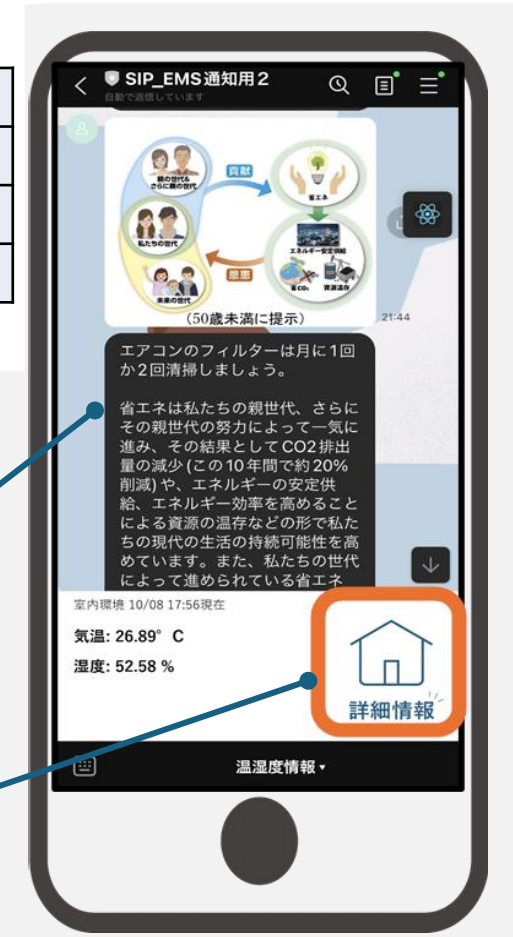 SIP_EMS通知用2
自動で返信しています
親の世代&
さらに親の世代
私たちの世代
未来の世代
貢献
恩恵
省エネ
エネルギー安定供給
省CO₂ 資源温存
(50歳未満に提示)
21:44
エアコンのフィルターは月に1回
か2回清掃しましょう。
省エネは私たちの親世代、さらに
その親世代の努力によって一気に
進み、その結果としてCO2排出
量の減少(この10年間で約20%
削減)や、エネルギーの安定供
給、エネルギー効率を高めること
による資源の温存などの形で私た
ちの現代の生活の持続可能性を高
めています。また、私たちの世代
によって進められている省エネ
室内環境 10/08 17:56現在
気温: 26.89° C
湿度: 52.58 %
詳細情報
温湿度情報▾